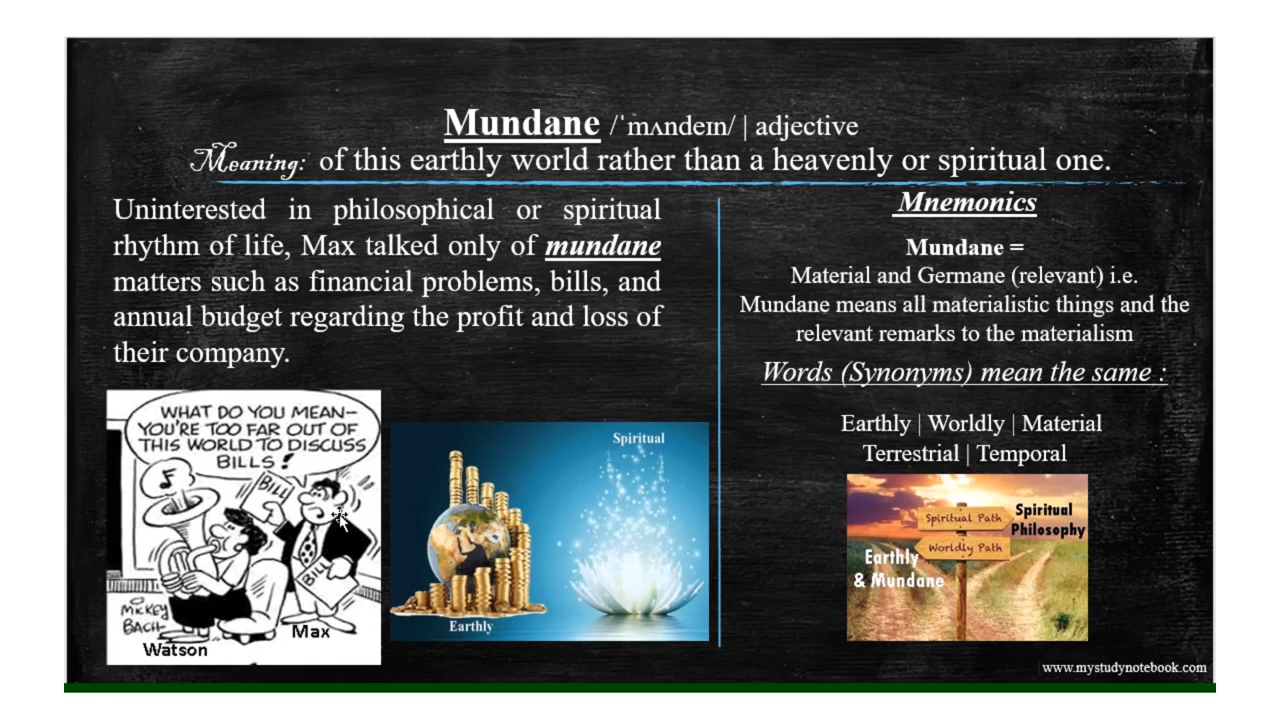 Mundane /ˈmʌndeɪn/ | adjective
Meaning: of this earthly world rather than a heavenly or spiritual one.
Uninterested in philosophical or spiritual
rhythm of life, Max talked only of mundane
matters such as financial problems, bills, and
annual budget regarding the profit and loss of
their company.
WHAT DO YOU MEAN-
YOU'RE TOO FAR OUT OF
THIS WORLD TO DISCUSS
BILLS!
BILL
BILL
MICKEY
BACH-
Max
Watson
Spiritual
Earthly
Mnemonics
Mundane =
Material and Germane (relevant) i.e.
Mundane means all materialistic things and the
relevant remarks to the materialism
Words (Synonyms) mean the same :
Earthly | Worldly | Material
Terrestrial | Temporal
Spiritual Path
Spiritual
Philosophy
Worldly Path
Earthly
& Mundane
www.mystudynotebook.com